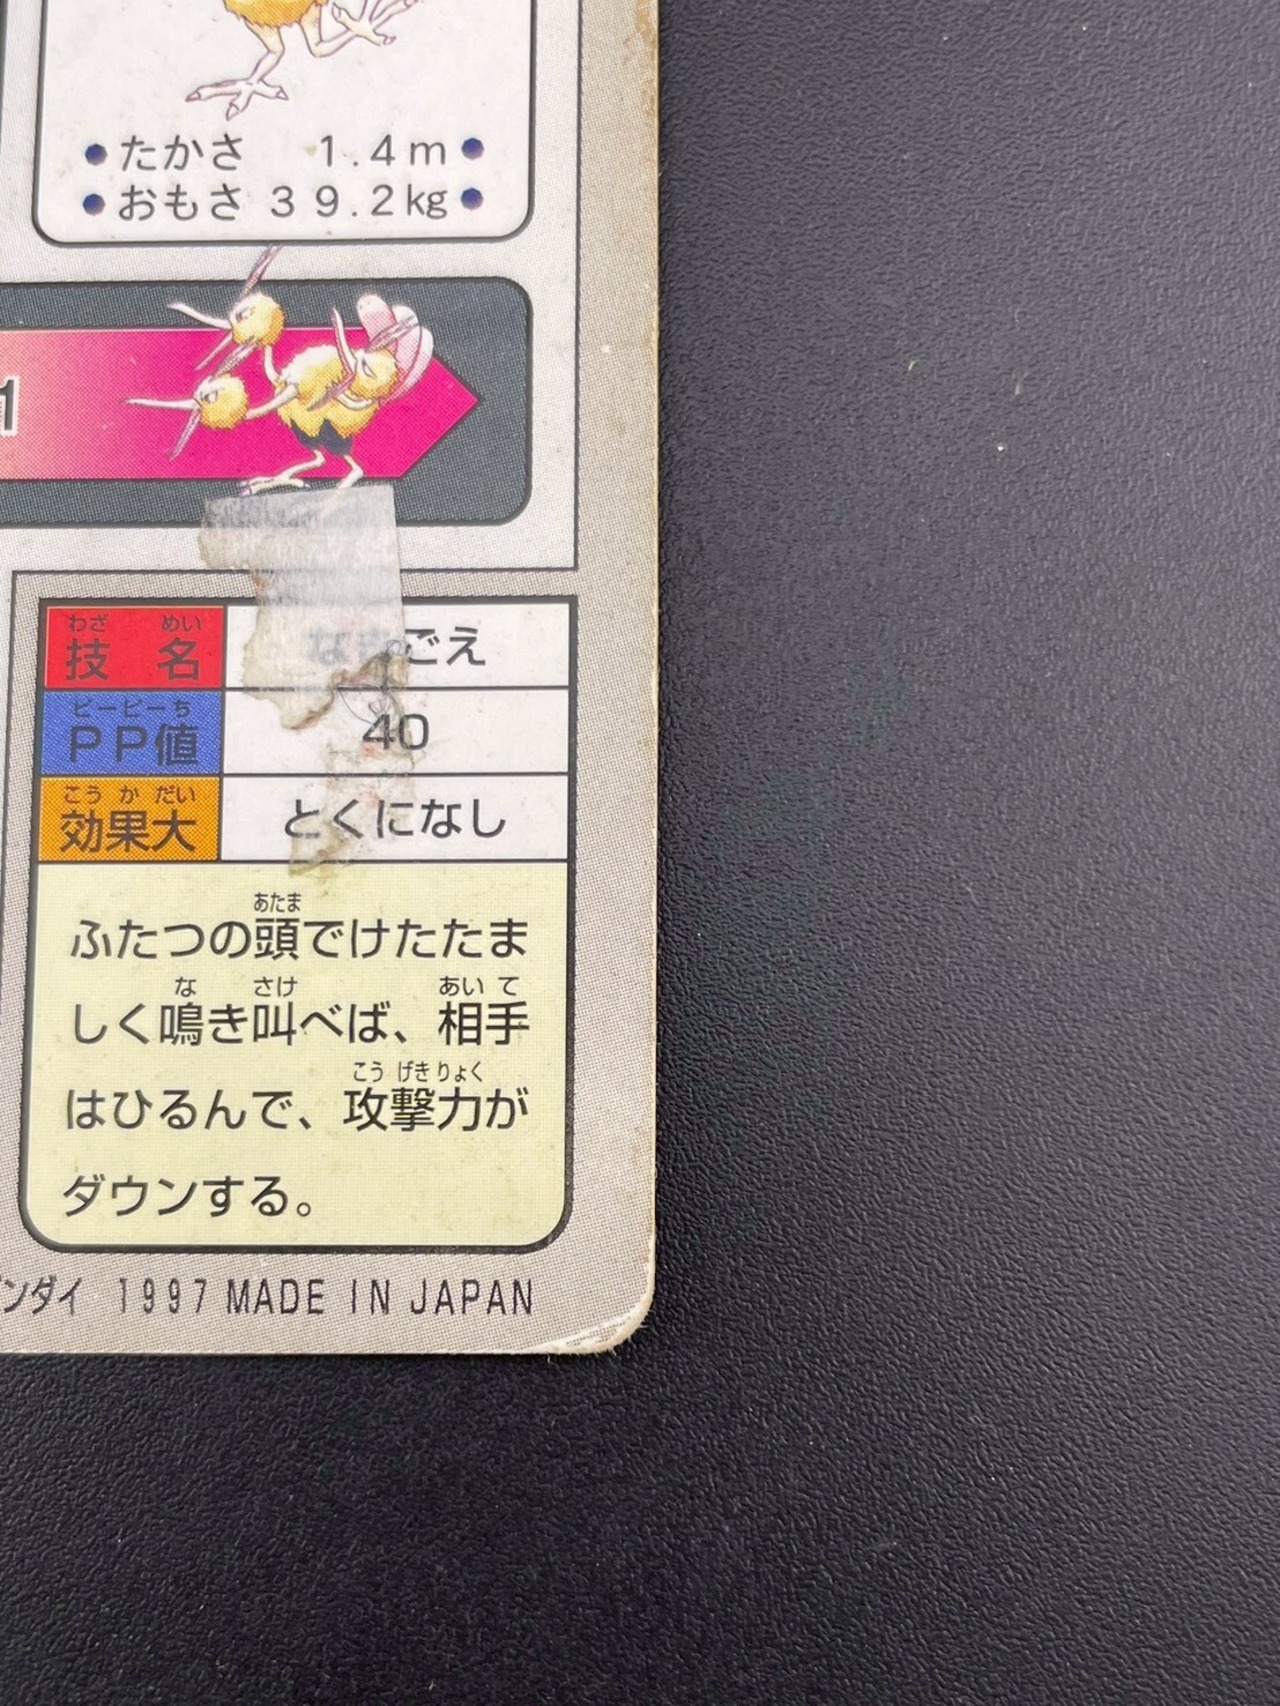 ●たかさ 1.4m●
●おもさ 39.2kg●
1
わざ めい
技 名
なきごえ
ピーピーち
PP値
40
こう か だい
効果大
とくになし
あたま
ふたつの頭でけたたま
な さけ あい て
しく鳴き叫べば、相手
こう げき りょく
はひるんで、攻撃力が
ダウンする。
ンダイ 1997 MADE IN JAPAN